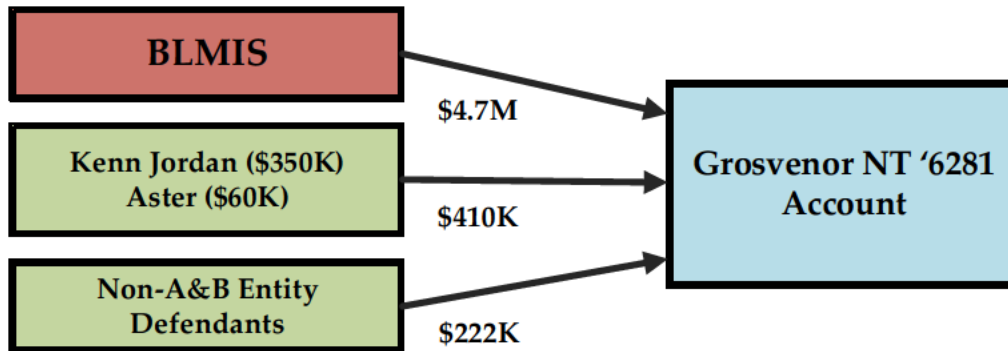 BLMIS
$4.7M
Kenn Jordan ($350K)
Aster ($60K)
$410K
Grosvenor NT ‘6281
Account
Non-A&B Entity
Defendants
$222K